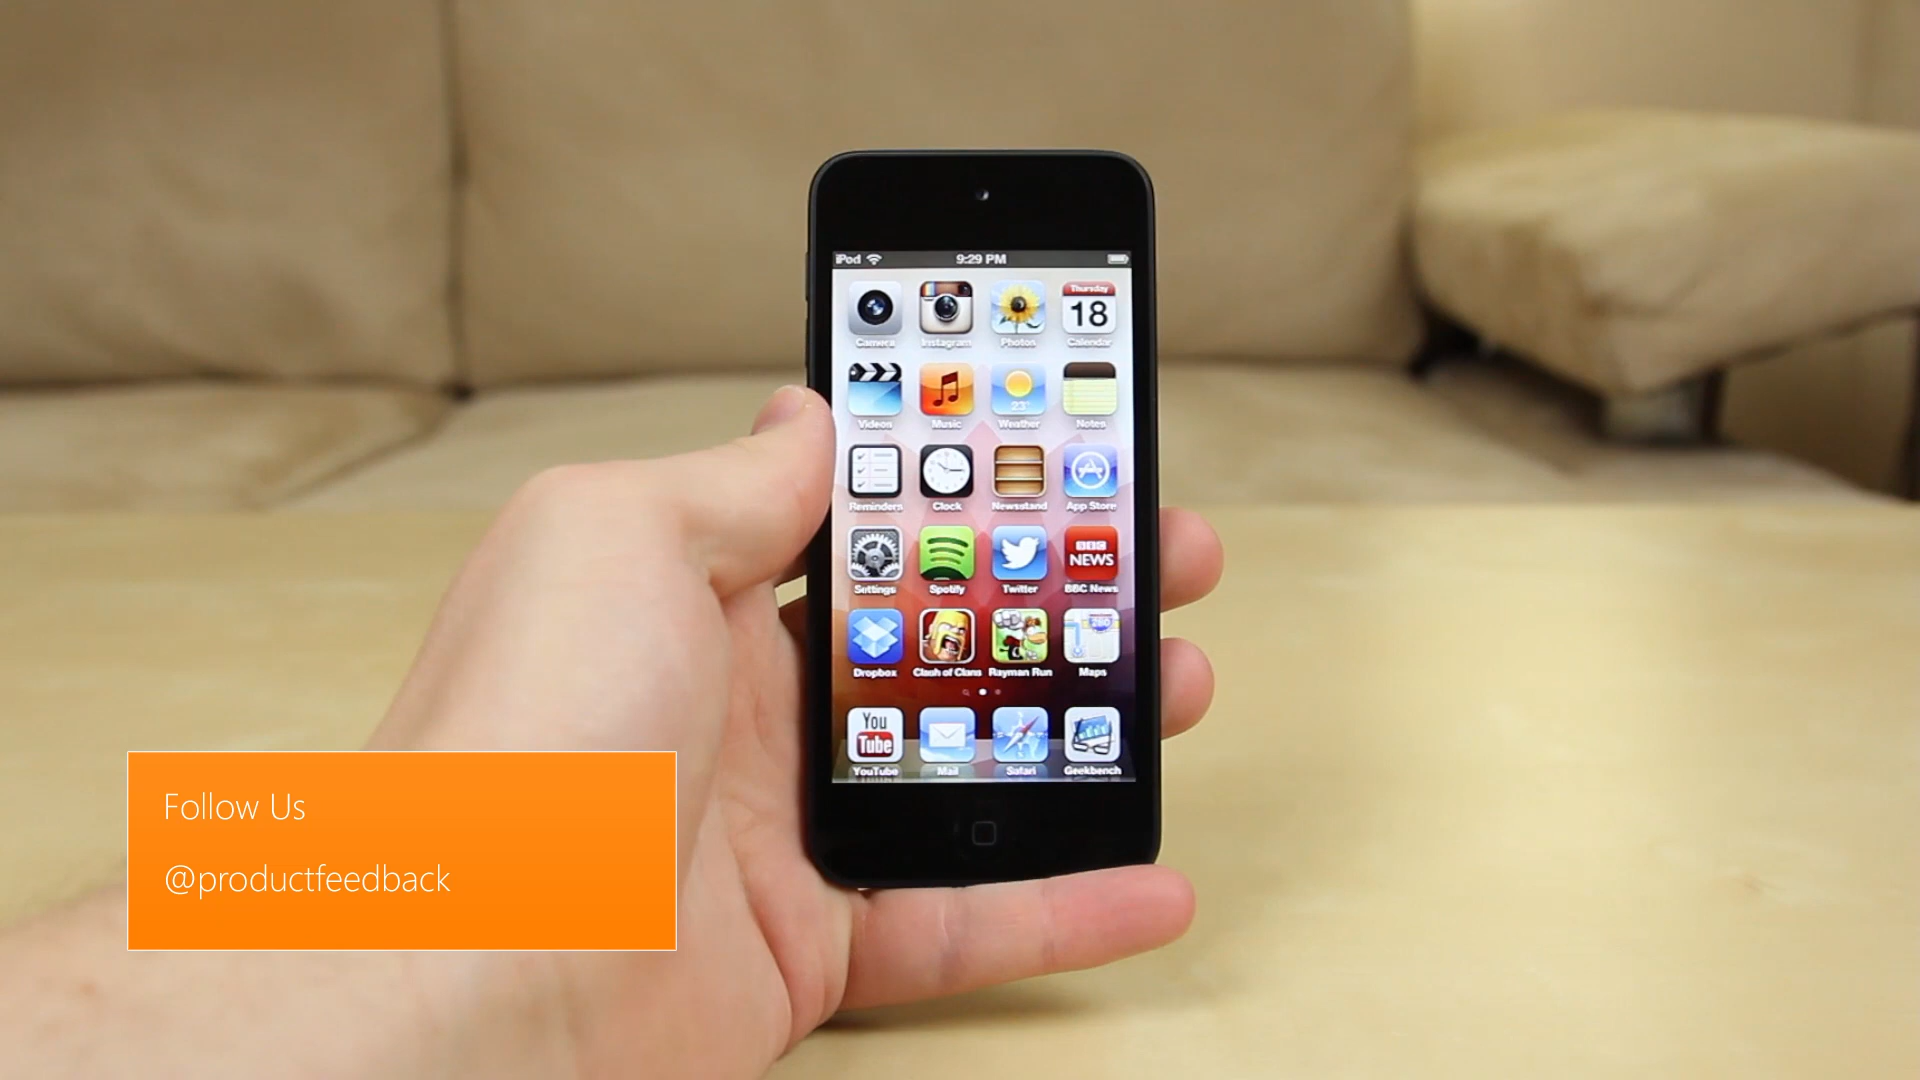 iPod 9:29 PM
Thursday
18
Camera Instagram Photos Calendar
23°
Videos Music Weather Notes
Reminders Clock Newsstand App Store
BBC
NEWS
Settings Spotify Twitter BBC News
280
Dropbox Clash of Clans Rayman Run Maps
You
Tube
YouTube Mail Safari Geekbench
Follow Us
@productfeedback